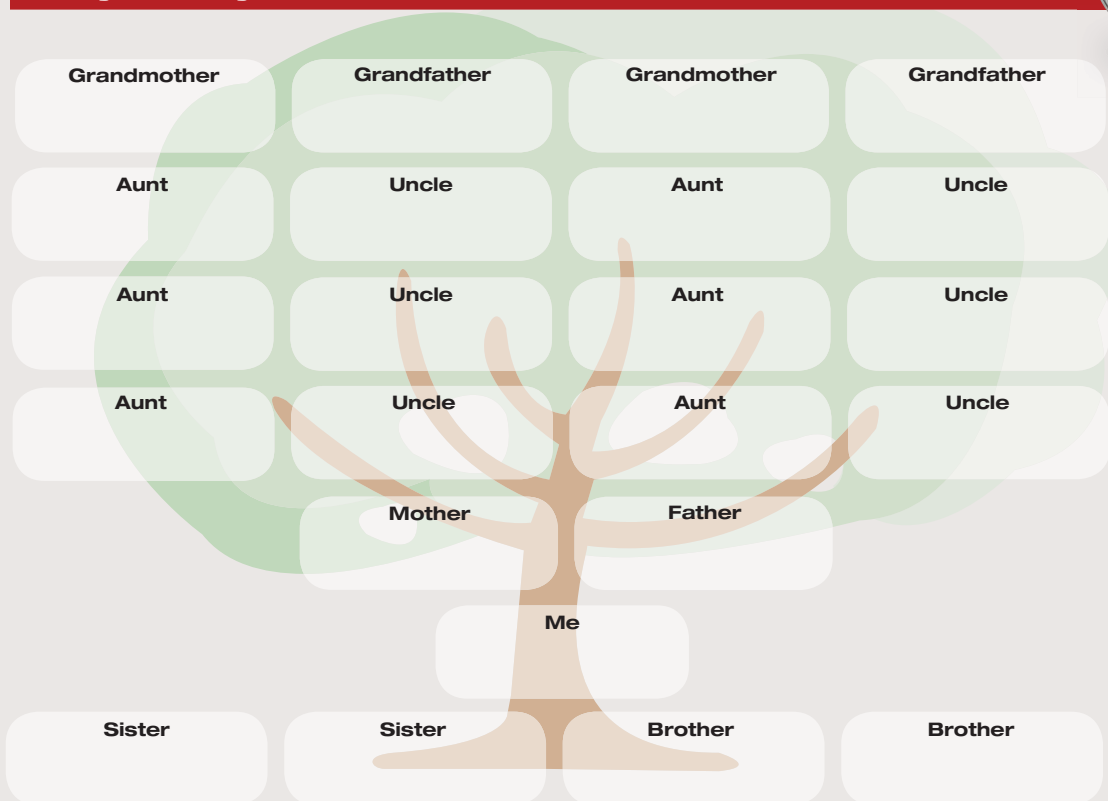 Grandmother Grandfather Grandmother Grandfather
Aunt Uncle Aunt Uncle
Aunt Uncle Aunt Uncle
Aunt Uncle Aunt Uncle
Mother Father
Me
Sister Sister Brother Brother